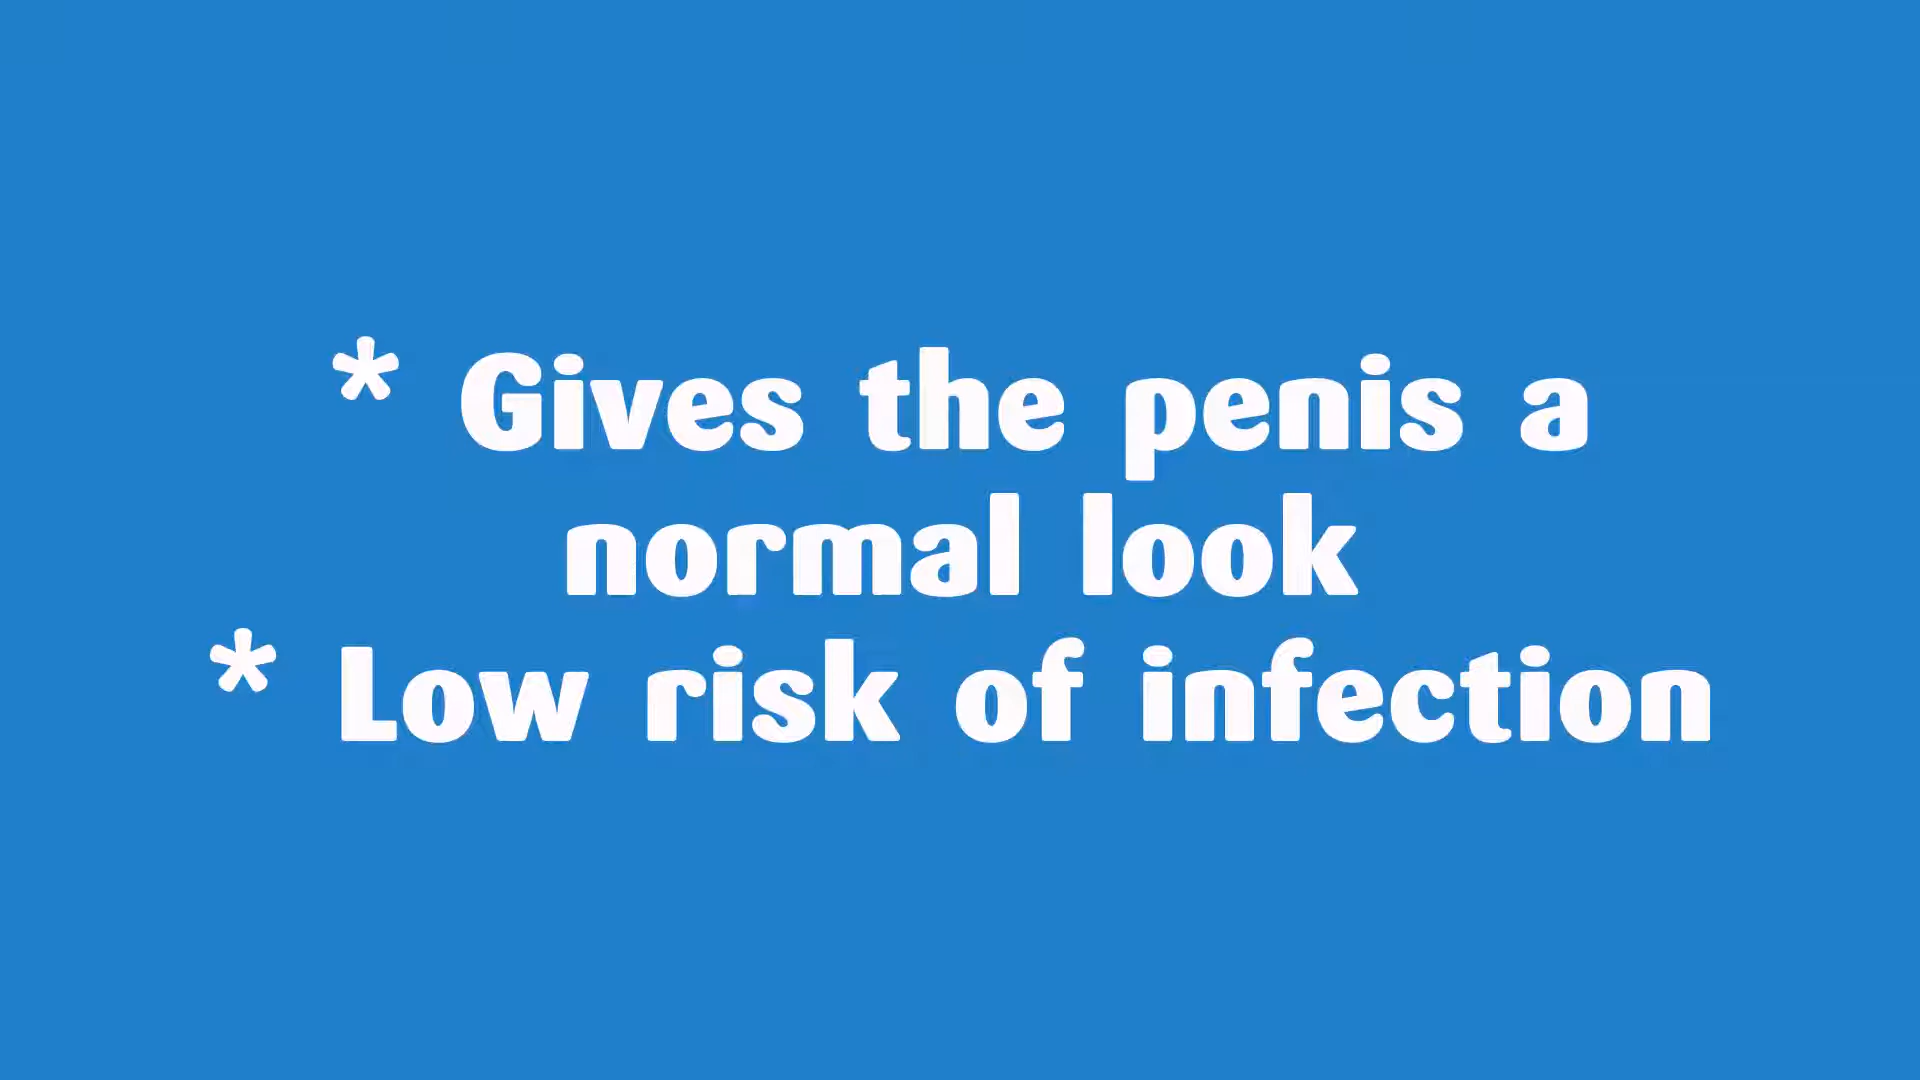 * Gives the penis a
normal look
* Low risk of infection